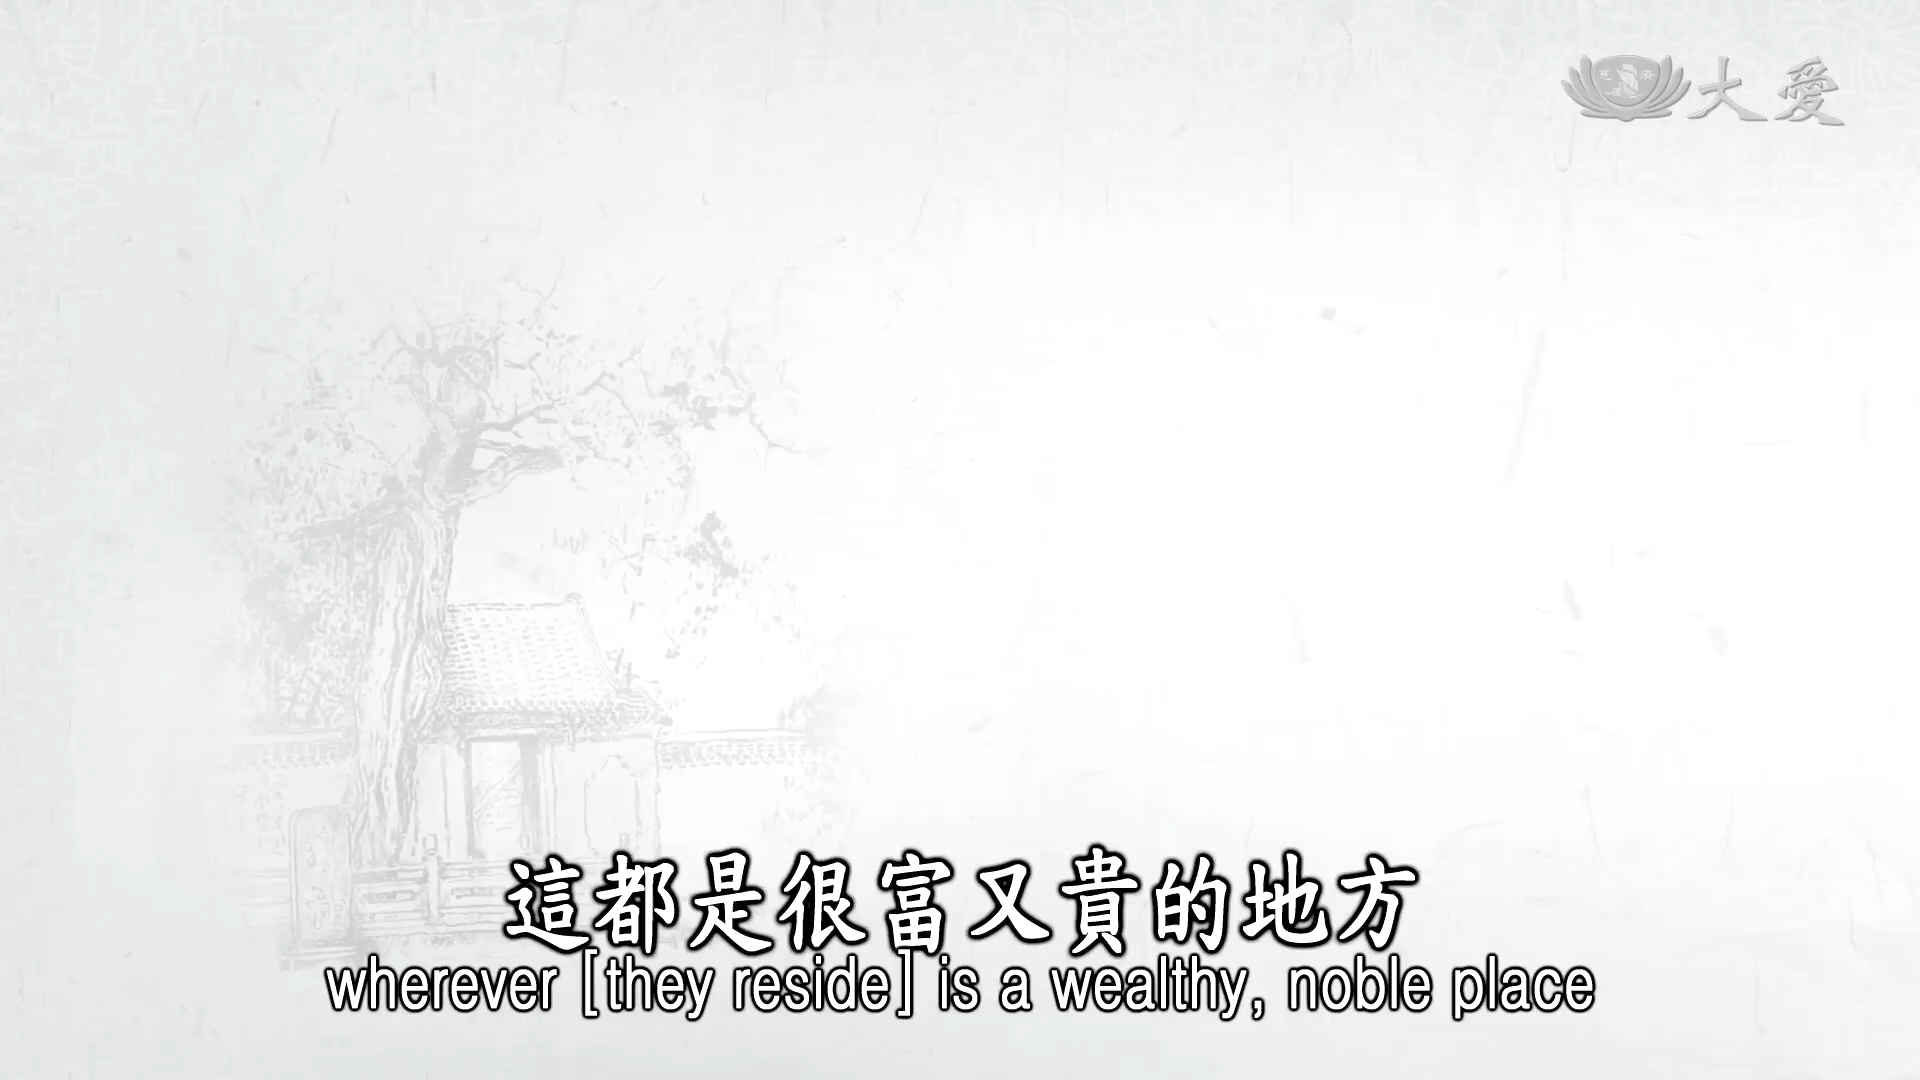 大愛
這都是很富又貴的地方
wherever [they reside] is a wealthy, noble place